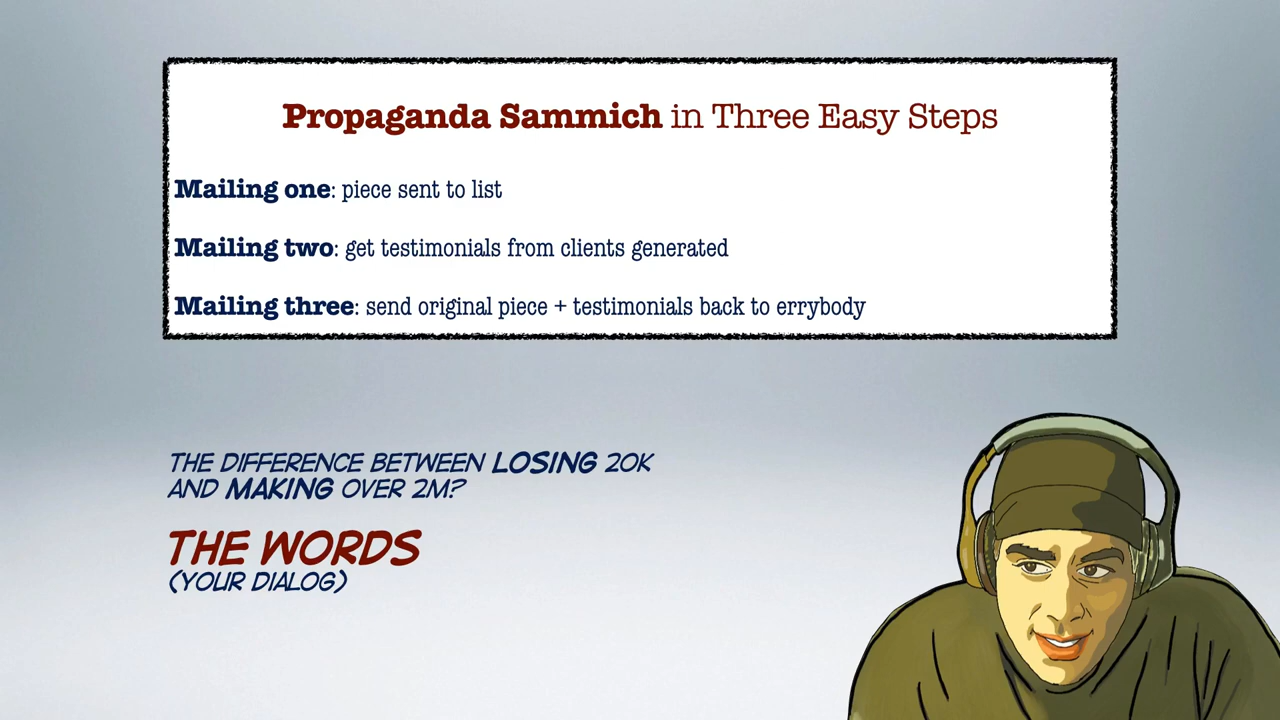 Propaganda Sammich in Three Easy Steps
Mailing one: piece sent to list
Mailing two: get testimonials from clients generated
Mailing three: send original piece + testimonials back to errybody
THE DIFFERENCE BETWEEN LOSING 20K
AND MAKING OVER 2M?
THE WORDS
(YOUR DIALOG)